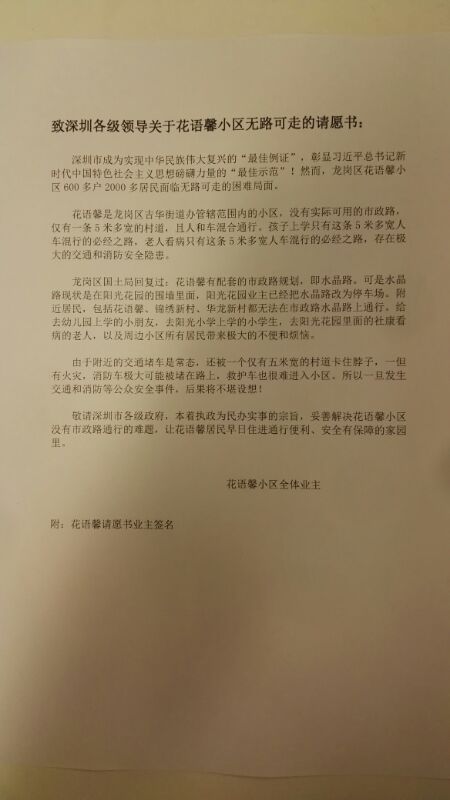 致深圳各级领导关于花语馨小区无路可走的请愿书：
深圳市成为实现中华民族伟大复兴的“最佳例证”，彰显习近平总书记新
时代中国特色社会主义思想磅礴力量的“最佳示范”！然而，龙岗区花语馨小
区 600 多户 2000 多居民面临无路可走的困难局面。
花语馨是龙岗区吉华街道办管辖范围内的小区，没有实际可用的市政路，
仅有一条 5 米多宽的村道，且人和车混合通行。孩子上学只有这条 5 米多宽人
车混行的必经之路，老人看病只有这条 5 米多宽人车混行的必经之路，存在极
大的交通和消防安全隐患。
龙岗区国土局回复过：花语馨有配套的市政路规划，即水晶路。可是水晶
路现状是在阳光花园的围墙里面，阳光花园业主已经把水晶路改为停车场。附
近居民，包括花语馨、锦绣新村、华龙新村都无法在市政路水晶路上通行。给
去幼儿园上学的小朋友，去阳光小学上学的小学生，去阳光花园里面的社康看
病的老人，以及周边小区所有居民带来极大的不便和烦恼。
由于附近的交通堵车是常态，还被一个仅有五米宽的村道卡住脖子，一但
有火灾，消防车极大可能被堵在路上，救护车也很难进入小区。所以一旦发生
交通和消防等公众安全事件，后果将不堪设想！
敬请深圳市各级政府，本着执政为民办实事的宗旨，妥善解决花语馨小区
没有市政路通行的难题，让花语馨居民早日住进通行便利、安全有保障的家园
里。
花语馨小区全体业主
附：花语馨请愿书业主签名